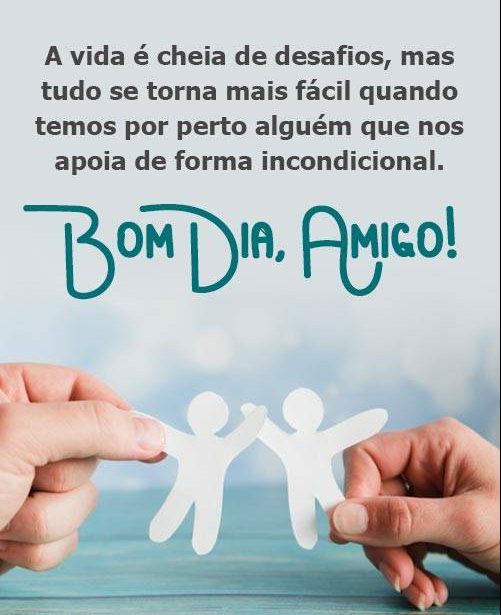 A vida é cheia de desafios, mas
tudo se torna mais fácil quando
temos por perto alguém que nos
apoia de forma incondicional.
Bom Dia, Amigo!